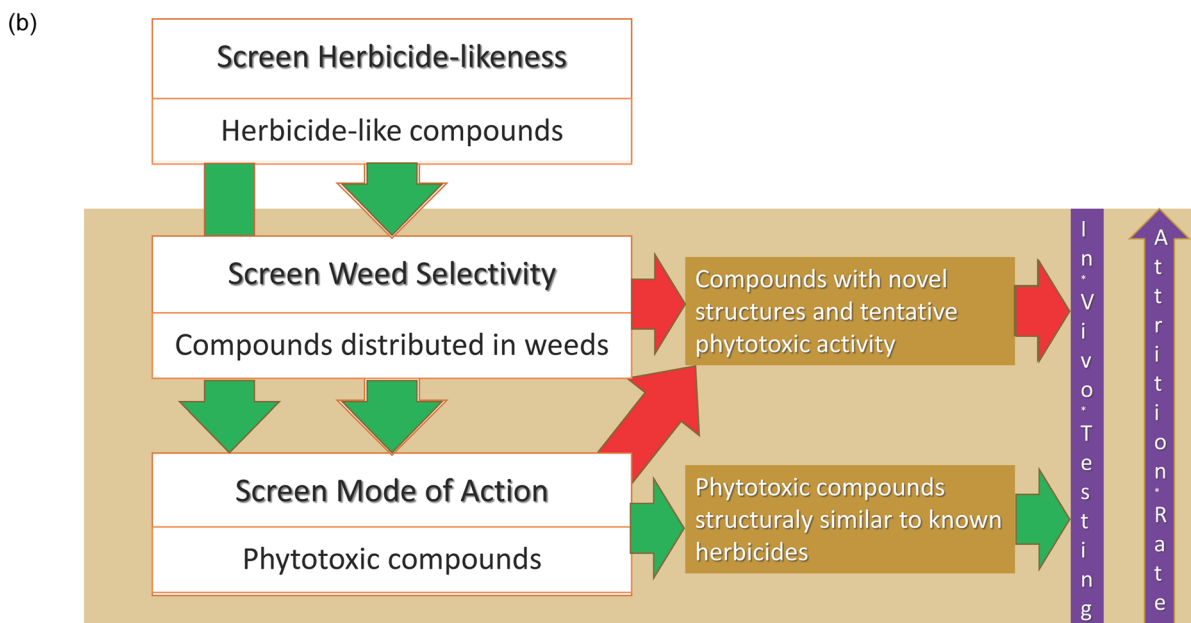 (b)
Screen Herbicide-likeness
Herbicide-like compounds
Screen Weed Selectivity
Compounds distributed in weeds
Compounds with novel
structures and tentative
phytotoxic activity
Screen Mode of Action
Phytotoxic compounds
Phytotoxic compounds
structuraly similar to known
herbicides
In*Vivo*Testing
Attrition*Rate